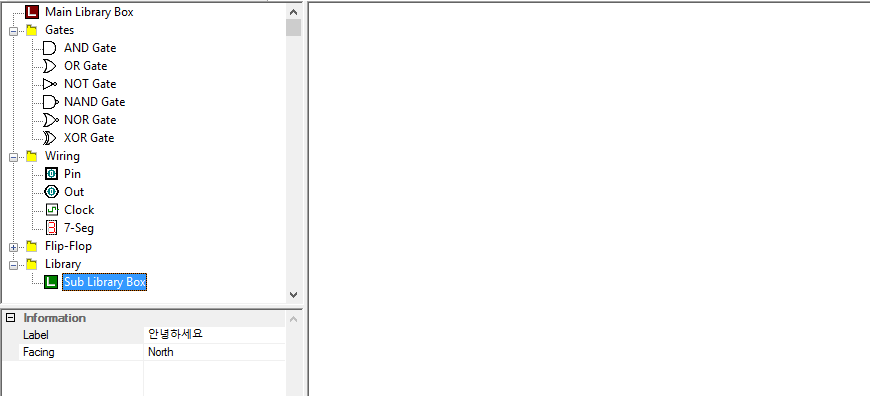 Main Library Box
Gates
AND Gate
OR Gate
NOT Gate
NAND Gate
NOR Gate
XOR Gate
Wiring
Pin
Out
Clock
7-Seg
Flip-Flop
Library
Sub Library Box
Information
Label 안녕하세요
Facing North